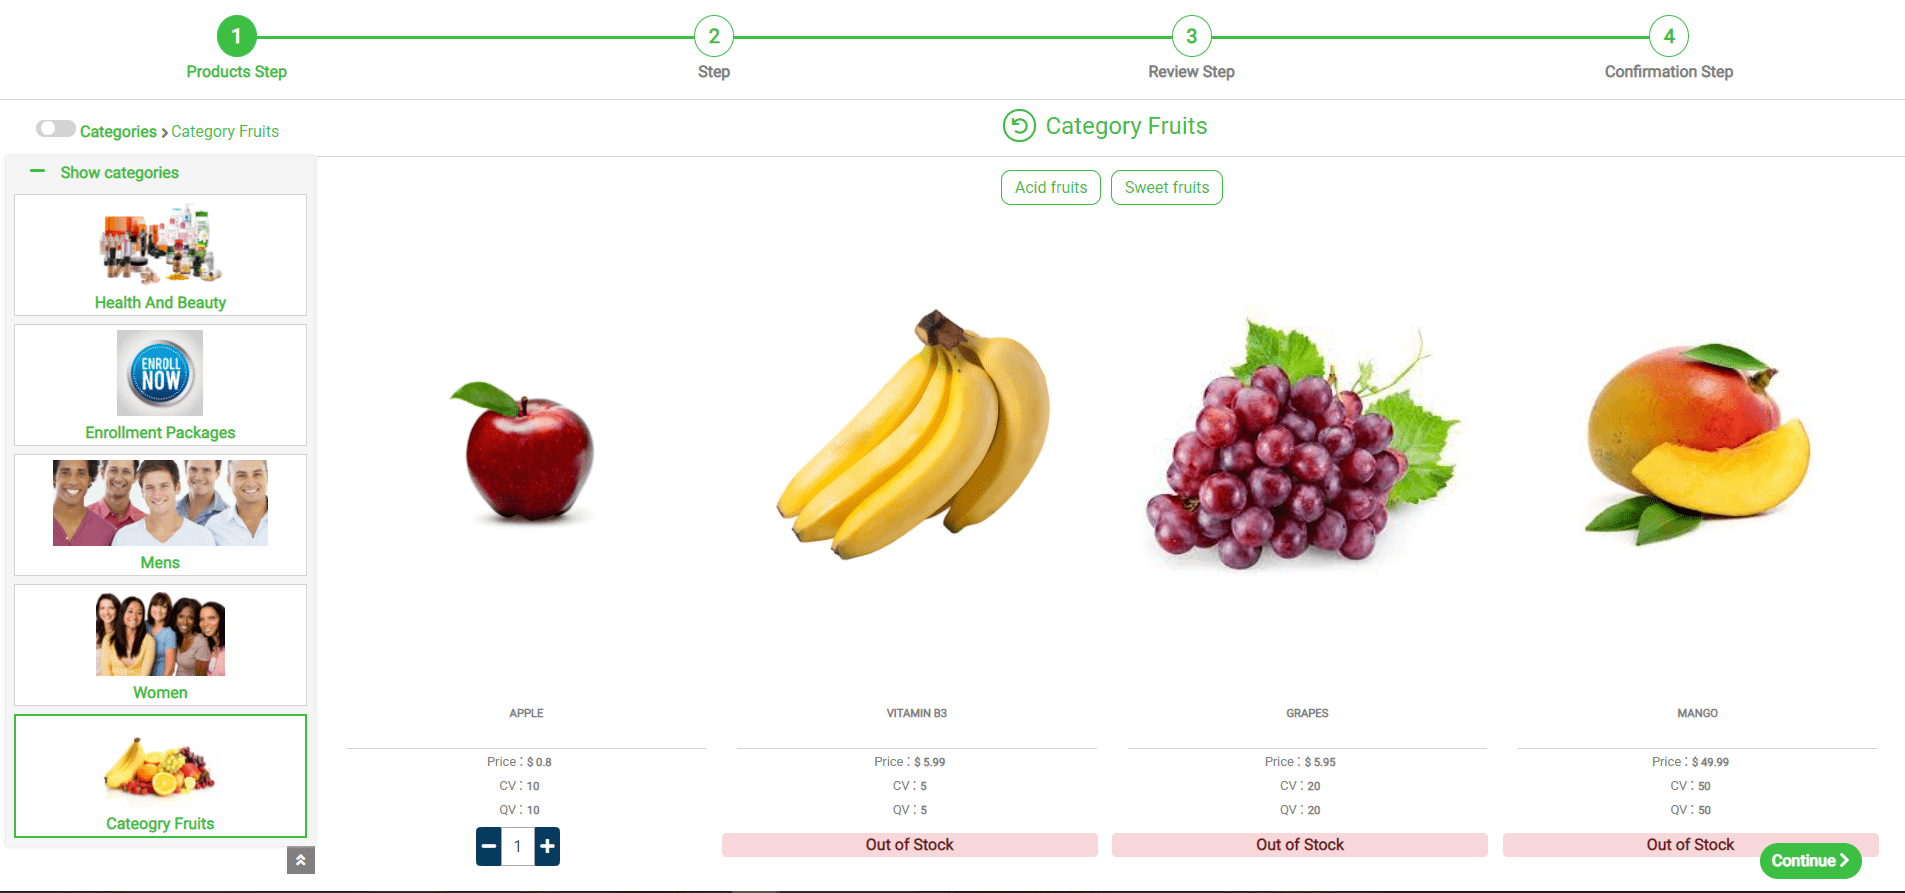 1
2
3
4
Products Step
Step
Review Step
Confirmation Step
Categories > Category Fruits
Category Fruits
Show categories
Acid fruits
Sweet fruits
Health And Beauty
ENROLL
NOW
Enrollment Packages
Mens
Women
Cateogry Fruits
APPLE
Price : $ 0.8
CV : 10
QV : 10
1
VITAMIN B3
Price : $ 5.99
CV : 5
QV : 5
Out of Stock
GRAPES
Price : $ 5.95
CV : 20
QV : 20
Out of Stock
MANGO
Price : $ 49.99
CV : 50
QV : 50
Out of Stock
Continue